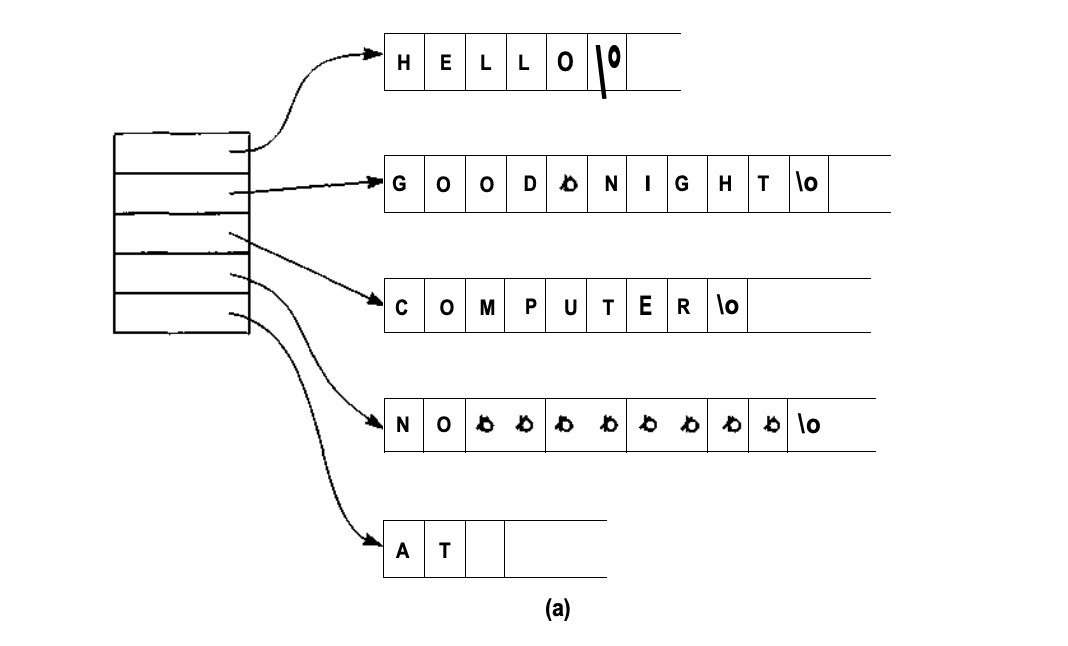 H E L L O \0
G O O D ƀ N I G H T \o
C O M P U T E R \o
N O ƀ ƀ ƀ ƀ ƀ ƀ ƀ ƀ \o
A T
(a)